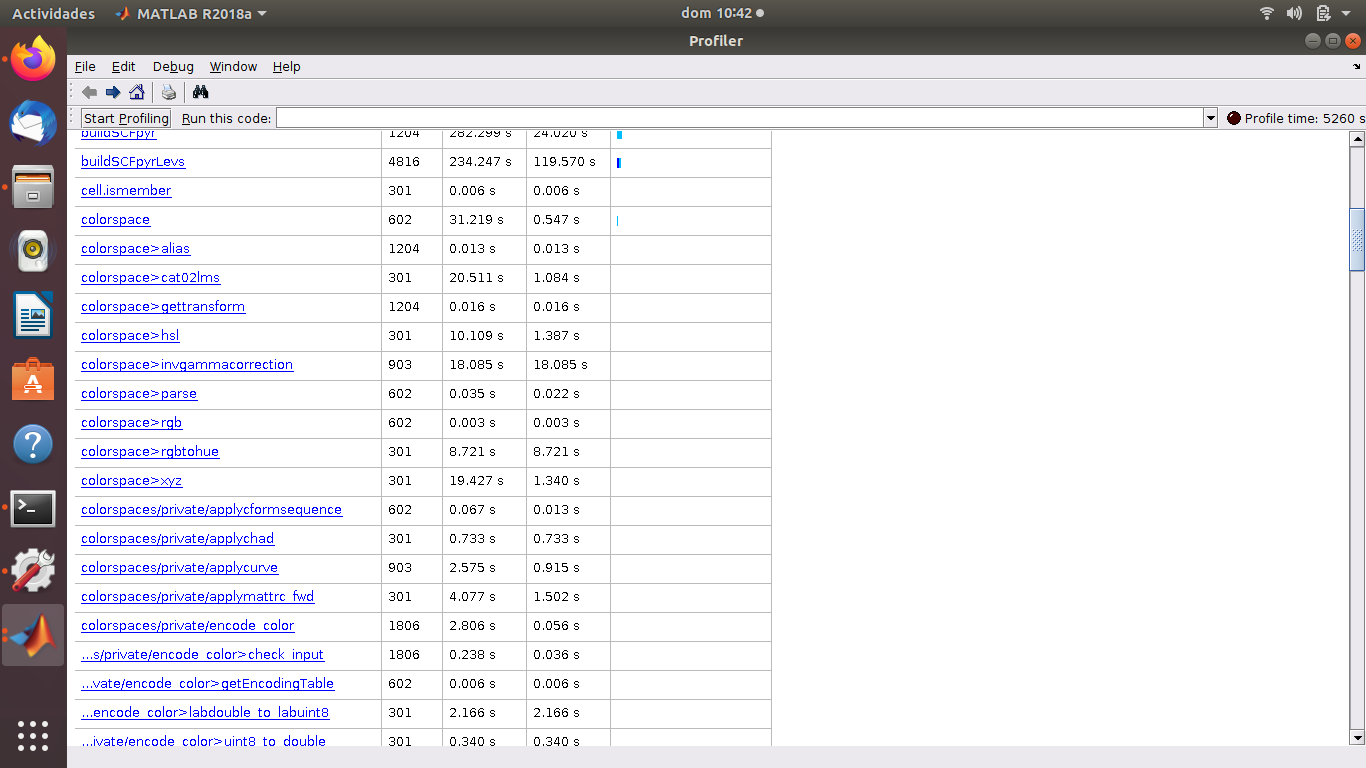 Actividades MATLAB R2018a dom 10:42
Profiler
File Edit Debug Window Help
Start Profiling Run this code: Profile time: 5260 s
buildSCFpyr 1204 282.299 s 24.020 s
buildSCFpyrLevs 4816 234.247 s 119.570 s
cell.ismember 301 0.006 s 0.006 s
colorspace 602 31.219 s 0.547 s
colorspace>alias 1204 0.013 s 0.013 s
colorspace>cat02lms 301 20.511 s 1.084 s
colorspace>gettransform 1204 0.016 s 0.016 s
colorspace>hsl 301 10.109 s 1.387 s
colorspace>invgammacorrection 903 18.085 s 18.085 s
colorspace>parse 602 0.035 s 0.022 s
colorspace>rgb 602 0.003 s 0.003 s
colorspace>rgbtohue 301 8.721 s 8.721 s
colorspace>xyz 301 19.427 s 1.340 s
colorspaces/private/applycformsequence 602 0.067 s 0.013 s
colorspaces/private/applychad 301 0.733 s 0.733 s
colorspaces/private/applycurve 903 2.575 s 0.915 s
colorspaces/private/applymattrc_fwd 301 4.077 s 1.502 s
colorspaces/private/encode_color 1806 2.806 s 0.056 s
...s/private/encode_color>check_input 1806 0.238 s 0.036 s
...vate/encode_color>getEncodingTable 602 0.006 s 0.006 s
...encode_color>labdouble_to_labuint8 301 2.166 s 2.166 s
...ivate/encode_color>uint8_to_double 301 0.340 s 0.340 s